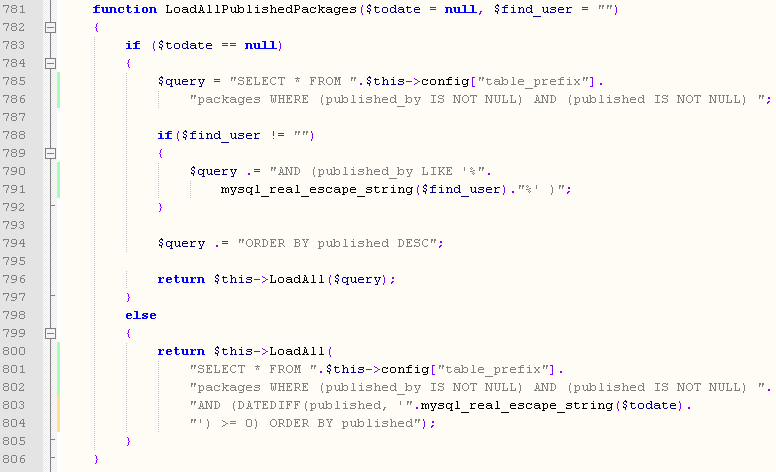 781 function LoadAllPublishedPackages($todate = null, $find_user = "")
782 {
783 if ($todate == null)
784 {
785 $query = "SELECT * FROM ".$this->config["table_prefix"].
786 "packages WHERE (published_by IS NOT NULL) AND (published IS NOT NULL) ";
787
788 if($find_user != "")
789 {
790 $query .= "AND (published_by LIKE '%".
791 mysql_real_escape_string($find_user)."%' )";
792 }
793
794 $query .= "ORDER BY published DESC";
795
796 return $this->LoadAll($query);
797 }
798 else
799 {
800 return $this->LoadAll(
801 "SELECT * FROM ".$this->config["table_prefix"].
802 "packages WHERE (published_by IS NOT NULL) AND (published IS NOT NULL) ".
803 "AND (DATEDIFF(published, '".mysql_real_escape_string($todate).
804 "') >= 0) ORDER BY published");
805 }
806 }